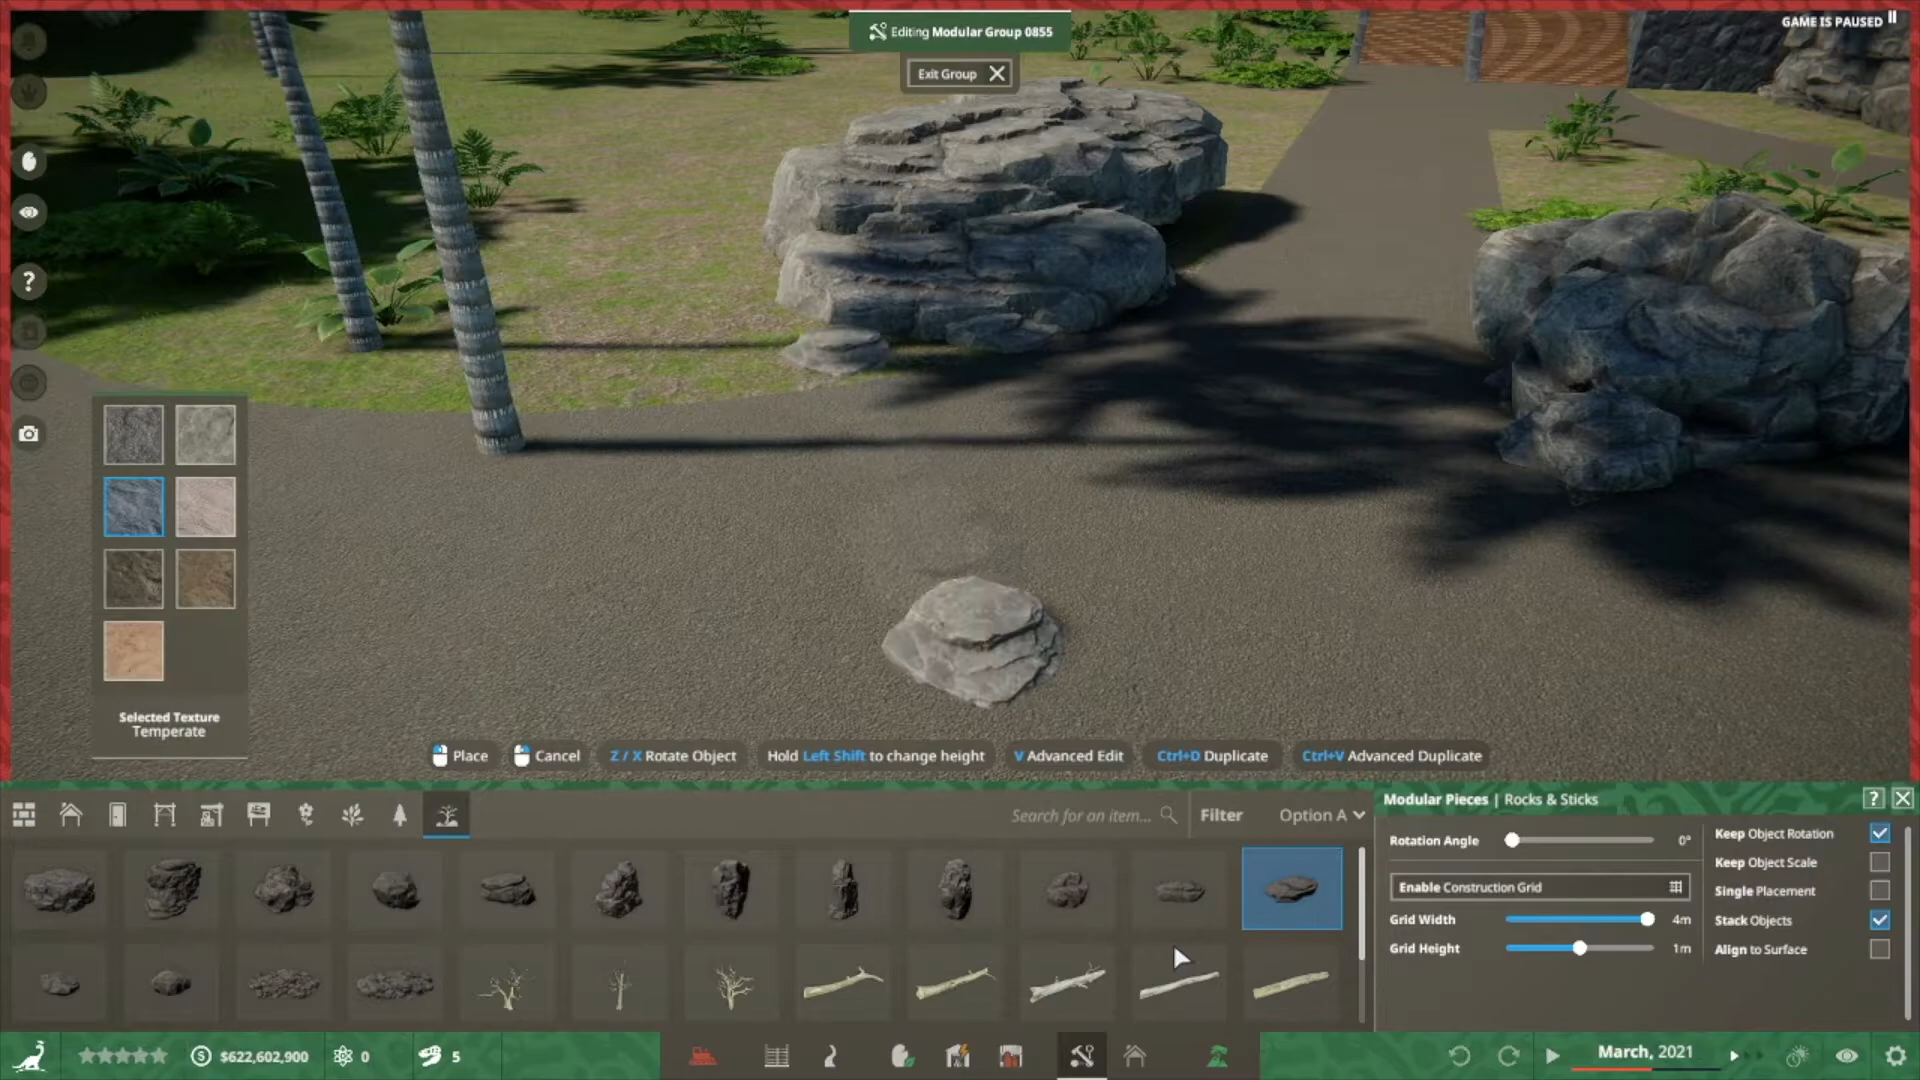 GAME IS PAUSED
Editing Modular Group 0855
Exit Group
Selected Texture
Temperate
Place
Cancel
Z / X Rotate Object
Hold Left Shift to change height
V Advanced Edit
Ctrl+D Duplicate
Ctrl+V Advanced Duplicate
Search for an item...
Filter
Option A
Modular Pieces | Rocks & Sticks
?
Rotation Angle
0°
Enable Construction Grid
Grid Width
4m
Grid Height
1m
Keep Object Rotation
Keep Object Scale
Single Placement
Stack Objects
Align to Surface
$622,602,900
0
5
March, 2021